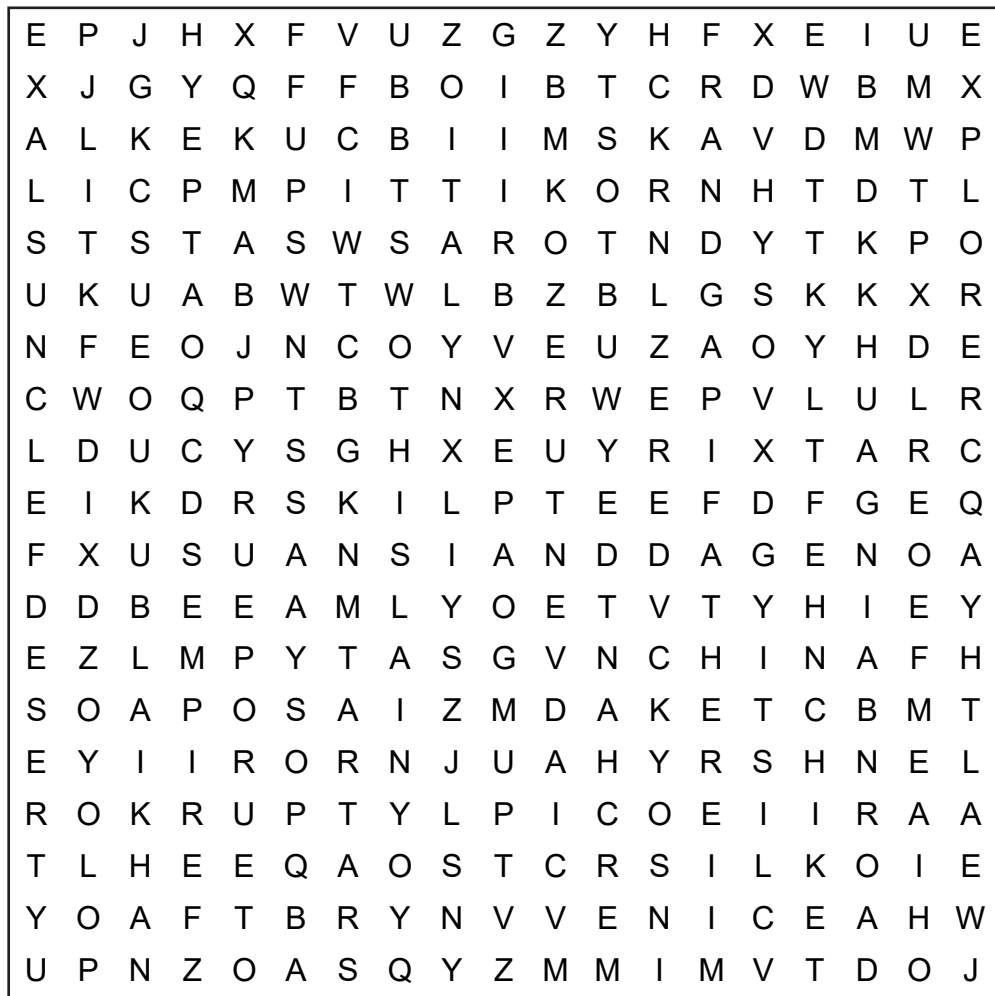 E P J H X F V U Z G Z Y H F X E I U E
X J G Y Q F F B O I B T C R D W B M X
A L K E K U C B I I M S K A V D M W P
L I C P M P I T T I K O R N H T D T L
S T S T A S W S A R O T N D Y T K P O
U K U A B W T W L B Z B L G S K K X R
N F E O J N C O Y V E U Z A O Y H D E
C W O Q P T B T N X R W E P V L U L R
L D U C Y S G H X E U Y R I X T A R C
E I K D R S K I L P T E E F D F G E Q
F X U S U A N S I A N D D A G E N O A
D D B E E A M L Y O E T V T Y H I E Y
E Z L M P Y T A S G V N C H I N A F H
S O A P O S A I Z M D A K E T C B M T
E Y I I R O R N J U A H Y R S H N E L
R O K R U P T Y L P I C O E I I R A A
T L H E E Q A O S T C R S I L K O I E
Y O A F T B R Y N V V E N I C E A H W
U P N Z O A S Q Y Z M M I M V T D O J